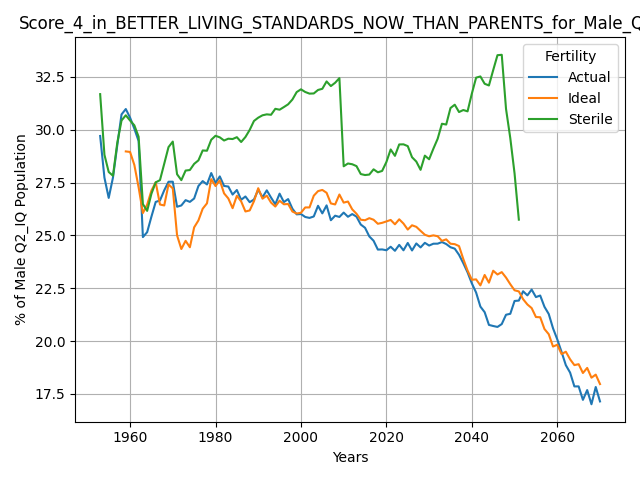 Score_4_in_BETTER_LIVING_STANDARDS_NOW_THAN_PARENTS_for_Male_Q
Fertility
Actual
Ideal
Sterile
% of Male Q2_IQ Population
32.5
30.0
27.5
25.0
22.5
20.0
17.5
1960
1980
2000
2020
2040
2060
Years